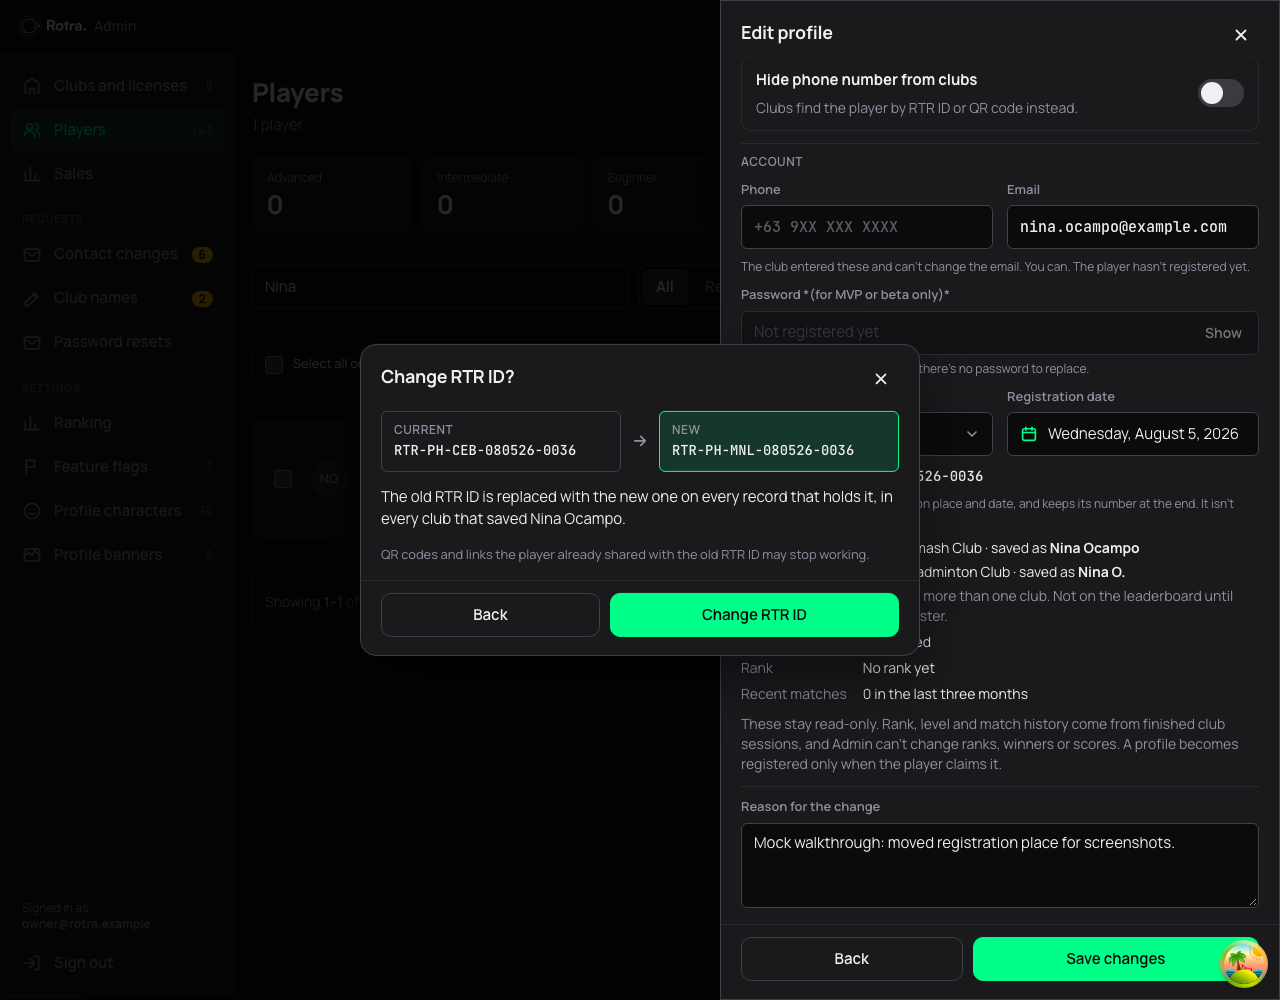 Rotra. Admin
Clubs and licenses 8
Players 143
Sales
REQUESTS
Contact changes 6
Club names 2
Password resets
SETTINGS
Ranking
Feature flags 1
Profile characters 24
Profile banners 6
Signed in as
owner@rotra.example
Sign out
Players
1 player
Advanced
0
Intermediate
0
Beginner
0
Nina
All Re
Select all o
NO
Showing 1–1 of
Edit profile
Hide phone number from clubs
Clubs find the player by RTR ID or QR code instead.
ACCOUNT
Phone Email
+63 9XX XXX XXXX nina.ocampo@example.com
The club entered these and can't change the email. You can. The player hasn't registered yet.
Password *(for MVP or beta only)*
Not registered yet Show
there's no password to replace.
Registration date
Wednesday, August 5, 2026
526-0036
on place and date, and keeps its number at the end. It isn't
mash Club · saved as Nina Ocampo
adminton Club · saved as Nina O.
more than one club. Not on the leaderboard until
ster.
ed
Rank No rank yet
Recent matches 0 in the last three months
These stay read-only. Rank, level and match history come from finished club
sessions, and Admin can't change ranks, winners or scores. A profile becomes
registered only when the player claims it.
Reason for the change
Mock walkthrough: moved registration place for screenshots.
Back Save changes
Change RTR ID?
CURRENT
RTR-PH-CEB-080526-0036
NEW
RTR-PH-MNL-080526-0036
The old RTR ID is replaced with the new one on every record that holds it, in
every club that saved Nina Ocampo.
QR codes and links the player already shared with the old RTR ID may stop working.
Back Change RTR ID